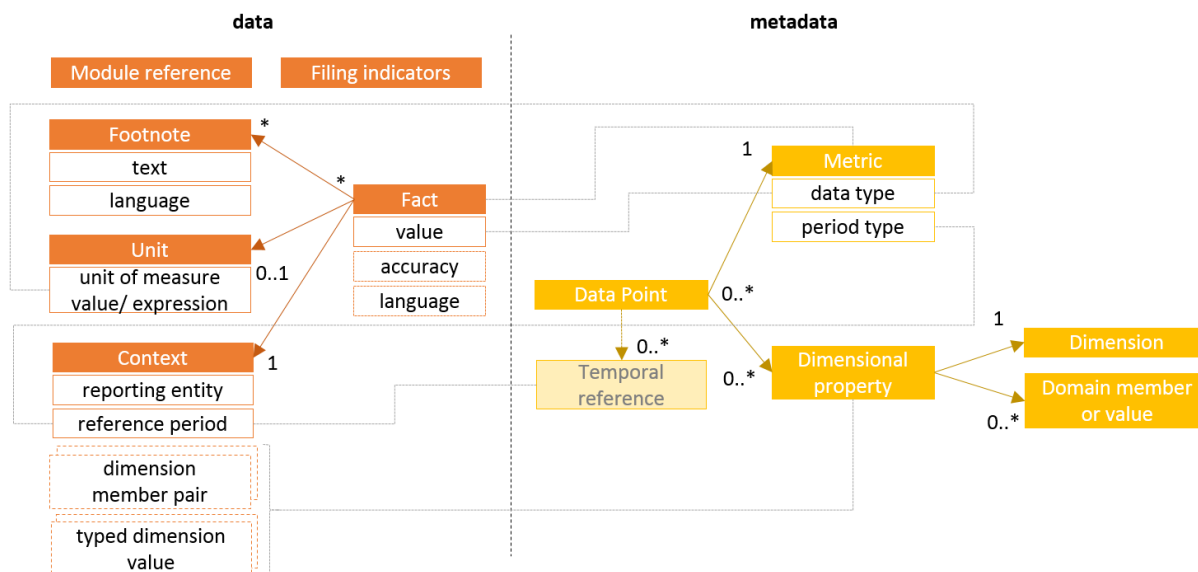 data
metadata
Module reference
Filing indicators
Footnote
*
text
language
*
Fact
value
accuracy
language
Unit
0..1
unit of measure
value/ expression
Context
1
reporting entity
reference period
dimension
member pair
typed dimension
value
1
Metric
data type
period type
Data Point
0..*
0..*
Temporal
reference
0..*
Dimensional
property
1
Dimension
Domain member
or value
0..*